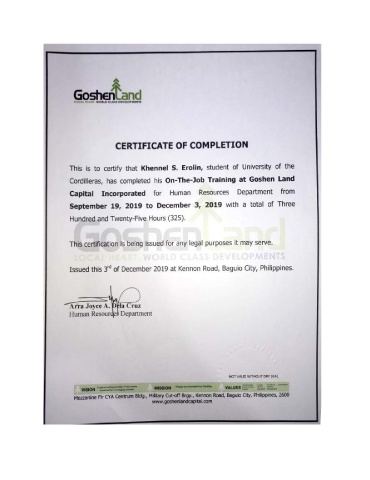 GoshenLand
LOCAL HEART. WORLD CLASS DEVELOPMENTS
CERTIFICATE OF COMPLETION
This is to certify that Khennel S. Erolin, student of University of the
Cordilleras, has completed his On-The-Job Training at Goshen Land
Capital Incorporated for Human Resources Department from
September 19, 2019 to December 3, 2019 with a total of Three
Hundred and Twenty-Five Hours (325).
GoshenLand
This certification is being issued for any legal purposes it may serve.
LOCAL HEART. WORLD CLASS DEVELOPMENTS
Issued this 3rd of December 2019 at Kennon Road, Baguio City, Philippines.
Arra Joyce A. Dela Cruz
Human Resources Department
NOT VALID WITHOUT DRY SEAL
VISION
MISSION
VALUES
Mezzanine Flr CYA Centrum Bldg., Military Cut-off Brgy., Kennon Road, Baguio City, Philippines, 2600
www.goshenlandcapital.com